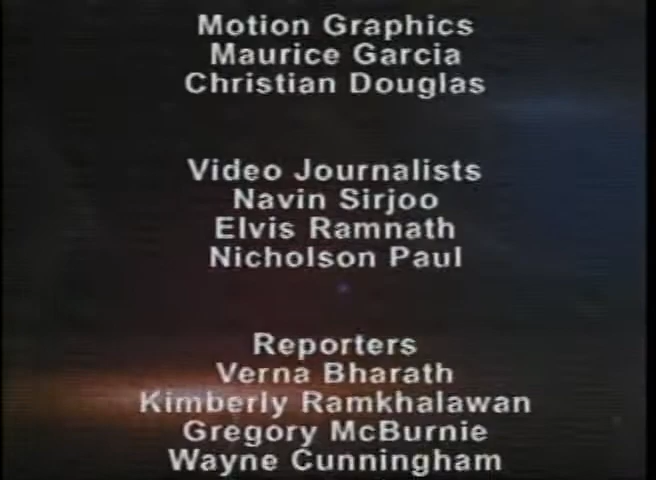 Motion Graphics
Maurice Garcia
Christian Douglas
Video Journalists
Navin Sirjoo
Elvis Ramnath
Nicholson Paul
Reporters
Verna Bharath
Kimberly Ramkhalawan
Gregory McBurnie
Wayne Cunningham